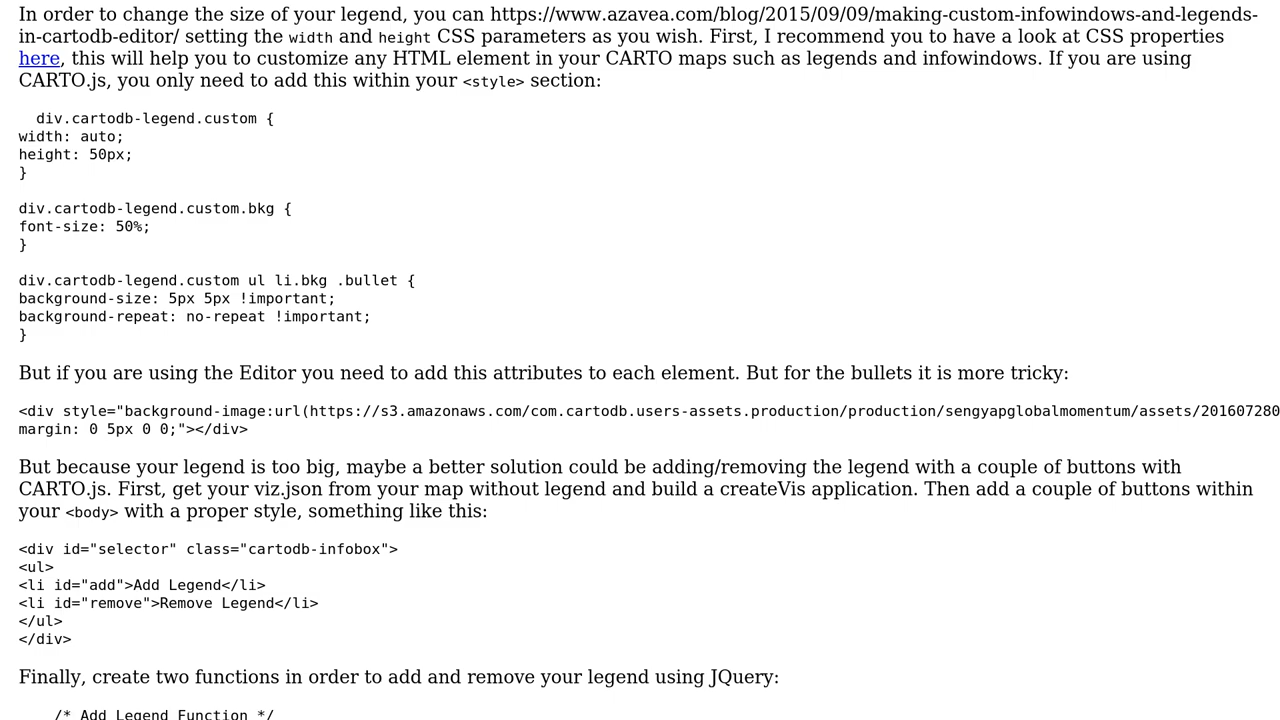 In order to change the size of your legend, you can https://www.azavea.com/blog/2015/09/09/making-custom-infowindows-and-legends-
in-cartodb-editor/ setting the width and height CSS parameters as you wish. First, I recommend you to have a look at CSS properties
here, this will help you to customize any HTML element in your CARTO maps such as legends and infowindows. If you are using
CARTO.js, you only need to add this within your <style> section:
div.cartodb-legend.custom {
width: auto;
height: 50px;
}
div.cartodb-legend.custom.bkg {
font-size: 50%;
}
div.cartodb-legend.custom ul li.bkg .bullet {
background-size: 5px 5px !important;
background-repeat: no-repeat !important;
}
But if you are using the Editor you need to add this attributes to each element. But for the bullets it is more tricky:
<div style="background-image:url(https://s3.amazonaws.com/com.cartodb.users-assets.production/production/sengyapglobalmomentum/assets/201607280
margin: 0 5px 0 0;"></div>
But because your legend is too big, maybe a better solution could be adding/removing the legend with a couple of buttons with
CARTO.js. First, get your viz.json from your map without legend and build a createVis application. Then add a couple of buttons within
your <body> with a proper style, something like this:
<div id="selector" class="cartodb-infobox">
<ul>
<li id="add">Add Legend</li>
<li id="remove">Remove Legend</li>
</ul>
</div>
Finally, create two functions in order to add and remove your legend using JQuery:
/* Add Legend Function */